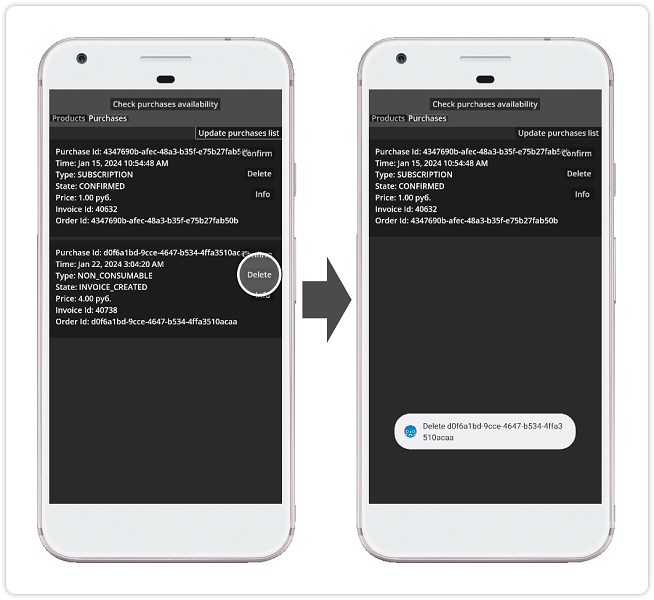 Check purchases availability
Products Purchases
Update purchases list
Purchase Id: 4347690b-afec-48a3-b35f-e75b27fab50b
Confirm
Time: Jan 15, 2024 10:54:48 AM
Type: SUBSCRIPTION
Delete
State: CONFIRMED
Price: 1.00 руб.
Info
Invoice Id: 40632
Order Id: 4347690b-afec-48a3-b35f-e75b27fab50b
Purchase Id: d0f6a1bd-9cce-4647-b534-4ffa3510acaa
Confirm
Time: Jan 22, 2024 3:04:20 AM
Type: NON_CONSUMABLE
Delete
State: INVOICE_CREATED
Price: 4.00 руб.
Info
Invoice Id: 40738
Order Id: d0f6a1bd-9cce-4647-b534-4ffa3510acaa
Check purchases availability
Products Purchases
Update purchases list
Purchase Id: 4347690b-afec-48a3-b35f-e75b27fab50b
Confirm
Time: Jan 15, 2024 10:54:48 AM
Type: SUBSCRIPTION
Delete
State: CONFIRMED
Price: 1.00 руб.
Info
Invoice Id: 40632
Order Id: 4347690b-afec-48a3-b35f-e75b27fab50b
Delete d0f6a1bd-9cce-4647-b534-4ffa3
510acaa